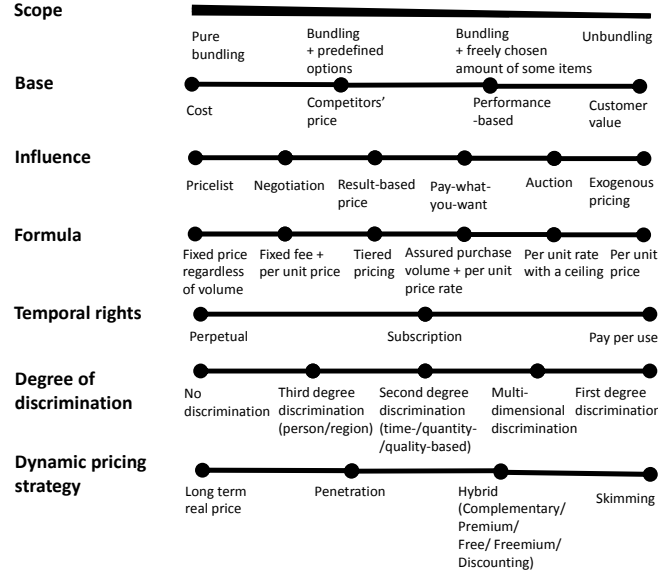 Scope
Pure
bundling
Bundling
+ predefined
options
Bundling
+ freely chosen
amount of some items
Unbundling
Base
Cost
Competitors’
price
Performance
-based
Customer
value
Influence
Pricelist
Negotiation
Result-based
price
Pay-what-
you-want
Auction
Exogenous
pricing
Formula
Fixed price
regardless
of volume
Fixed fee +
per unit price
Tiered
pricing
Assured purchase
volume + per unit
price rate
Per unit rate
with a ceiling
Per unit
price
Temporal rights
Perpetual
Subscription
Pay per use
Degree of
discrimination
No
discrimination
Third degree
discrimination
(person/region)
Second degree
discrimination
(time-/quantity-
/quality-based)
Multi-
dimensional
discrimination
First degree
discrimination
Dynamic pricing
strategy
Long term
real price
Penetration
Hybrid
(Complementary/
Premium/
Free/ Freemium/
Discounting)
Skimming